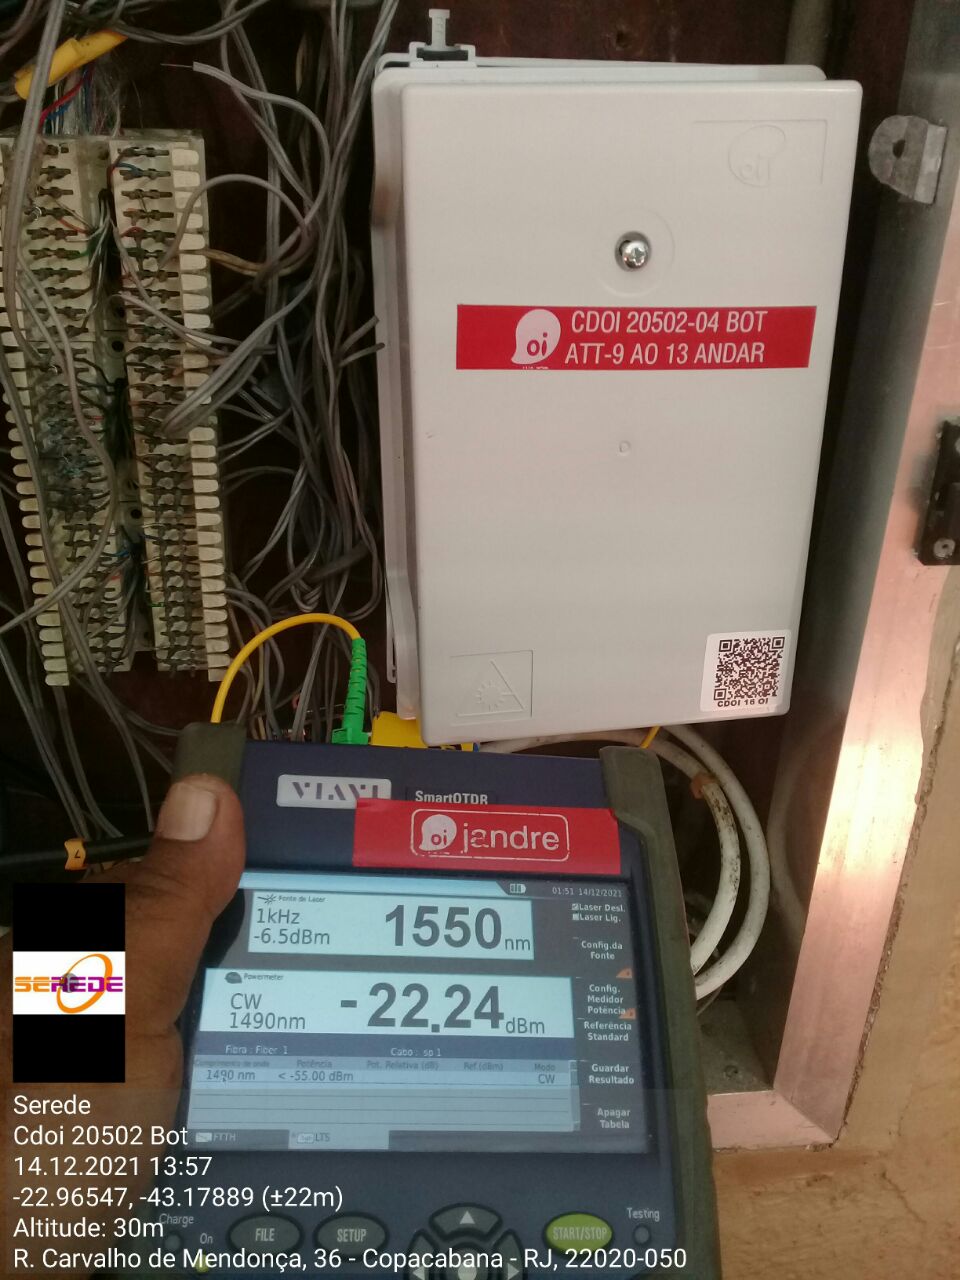 oi
oi
CDOI 20502-04 BOT
ATT-9 AO 13 ANDAR
CDOI 16 OI
VIAVI
SmartOTDR
oi jandre
01:51 14/12/2021
Fonte de Laser
1kHz
-6.5dBm
1550nm
Laser Desl.
Laser Lig.
Config.da
Fonte
Powermeter
CW
1490nm
-22.24dBm
Config.
Medidor
Potência
Referência
Standard
Fibra : Fiber 1
Cabo : sp 1
Comprimento de onda Potência Pot. Relativa (dB) Ref (dBm) Modo
1490 nm < -55.00 dBm CW
Guardar
Resultado
Apagar
Tabela
FTTH
LTS
SEREDE
Serede
Cdoi 20502 Bot
14.12.2021 13:57
-22.96547, -43.17889 (±22m)
Altitude: 30m
R. Carvalho de Mendonça, 36 - Copacabana - RJ, 22020-050
Charge
On
FILE
SETUP
START/STOP
Testing